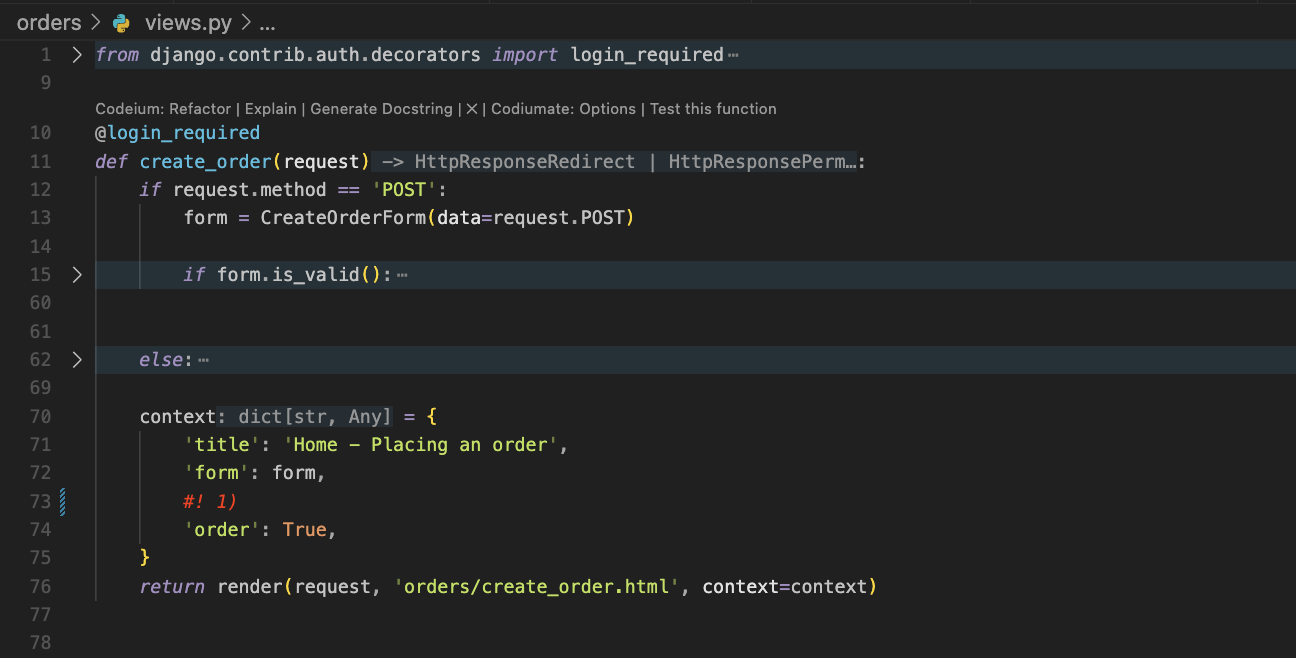 orders > views.py > ...
1 > from django.contrib.auth.decorators import login_required ⋯
9
Codeium: Refactor | Explain | Generate Docstring | ✕ | Codiumate: Options | Test this function
10 @login_required
11 def create_order(request) -> HttpResponseRedirect | HttpResponsePerm…:
12 if request.method == 'POST':
13 form = CreateOrderForm(data=request.POST)
14
15 > if form.is_valid(): ⋯
60
61
62 > else: ⋯
69
70 context: dict[str, Any] = {
71 'title': 'Home - Placing an order',
72 'form': form,
73 #! 1)
74 'order': True,
75 }
76 return render(request, 'orders/create_order.html', context=context)
77
78